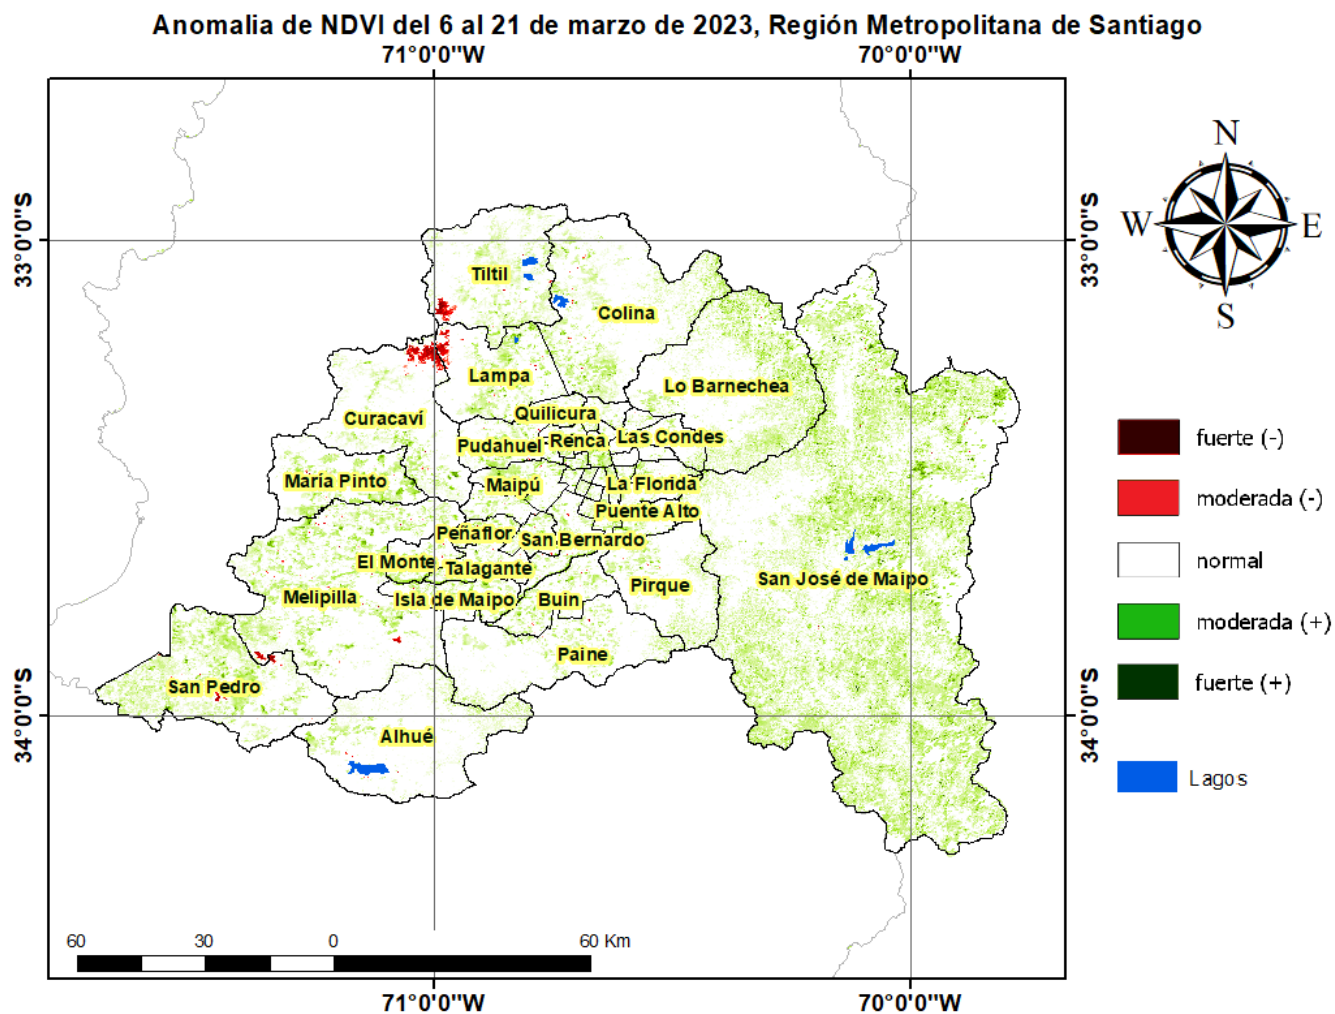 Anomalia de NDVI del 6 al 21 de marzo de 2023, Región Metropolitana de Santiago
71°0'0"W
70°0'0"W
33°0'0"S
33°0'0"S
N
W
E
S
Tiltil
Colina
Lampa
Lo Barnechea
Curacaví
Quilicura
Pudahuel
Renca
Las Condes
María Pinto
Maipú
La Florida
Puente Alto
Peñaflor
San Bernardo
El Monte
Talagante
San José de Maipo
Melipilla
Isla de Maipo
Buin
Pirque
Paine
San Pedro
Alhué
34°0'0"S
34°0'0"S
fuerte (-)
moderada (-)
normal
moderada (+)
fuerte (+)
Lagos
60
30
0
60 Km
71°0'0"W
70°0'0"W